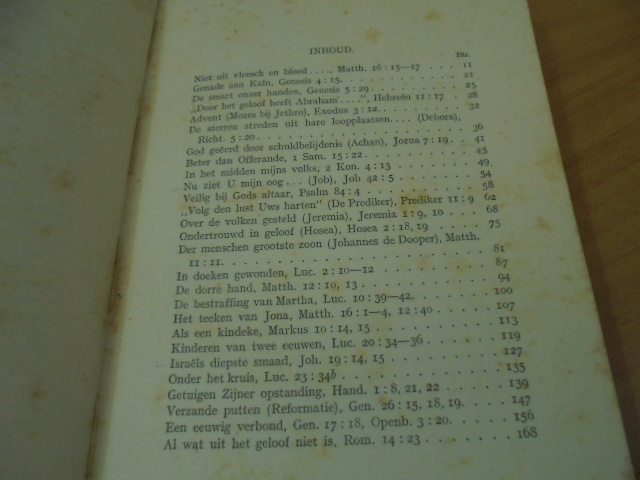 INHOUD.
Blz.
Niet uit vleesch en bloed . . . ., Matth. 16 : 15—17 . . . 11
Genade aan Kaïn, Genesis 4 : 15. . . . . . . . . . 21
De smart onzer handen, Genesis 5 : 29. . . . . . . . 25
„Door het geloof heeft Abraham . . . .", Hebreën 11 : 17 . . 28
Advent (Mozes bij Jethro), Exodus 3 : 1a. . . . . . . 32
De sterren streden uit hare loopplaatsen. . . . (Debora),
Richt. 5 : 20. . . . . . . . . . . . . 36
God geëerd door schuldbelijdenis (Achan), Jozua 7 : 19. . 41
Beter dan Offerande, 1 Sam. 15 : 22. . . . . . . . . 45
In het midden mijns volks, 2 Kon. 4 : 13 . . . . . . 49
Nu ziet U mijn oog . . . (Job), Job 42 : 5 . . . . . . 54
Veilig bij Gods altaar, Psalm 84 : 4 . . . . . . . . 58
„Volg den lust Uws harten" (De Prediker), Prediker 11 : 9 62
Over de volken gesteld (Jeremia), Jeremia 1 : 9, 10 . . . 68
Ondertrouwd in geloof (Hosea), Hosea 2 : 18, 19 . . . . 75
Der menschen grootste zoon (Johannes de Dooper), Matth.
11 : 11. . . . . . . . . . . . . . . 81
In doeken gewonden, Luc. 2 : 10—12 . . . . . . . . 87
De dorre hand, Matth. 12 : 10, 13 . . . . . . . . . 94
De bestraffing van Martha, Luc. 10 : 39—42. . . . . . 100
Het teeken van Jona, Matth. 16 : 1—4, 12 : 40 . . . . 107
Als een kindeke, Markus 10 : 14, 15 . . . . . . . . 113
Kinderen van twee eeuwen, Luc. 20 : 34—36 . . . . . 119
Israëls diepste smaad, Joh. 19 : 14, 15 . . . . . . . 127
Onder het kruis, Luc. 23 : 34b . . . . . . . . . . 135
Getuigen Zijner opstanding, Hand. 1 : 8, 21, 22 . . . . 139
Verzande putten (Reformatie), Gen. 26 : 15, 18, 19. . . . 147
Een eeuwig verbond, Gen. 17 : 18, Openb. 3 : 20. . . . 156
Al wat uit het geloof niet is, Rom. 14 : 23 . . . . . . 168